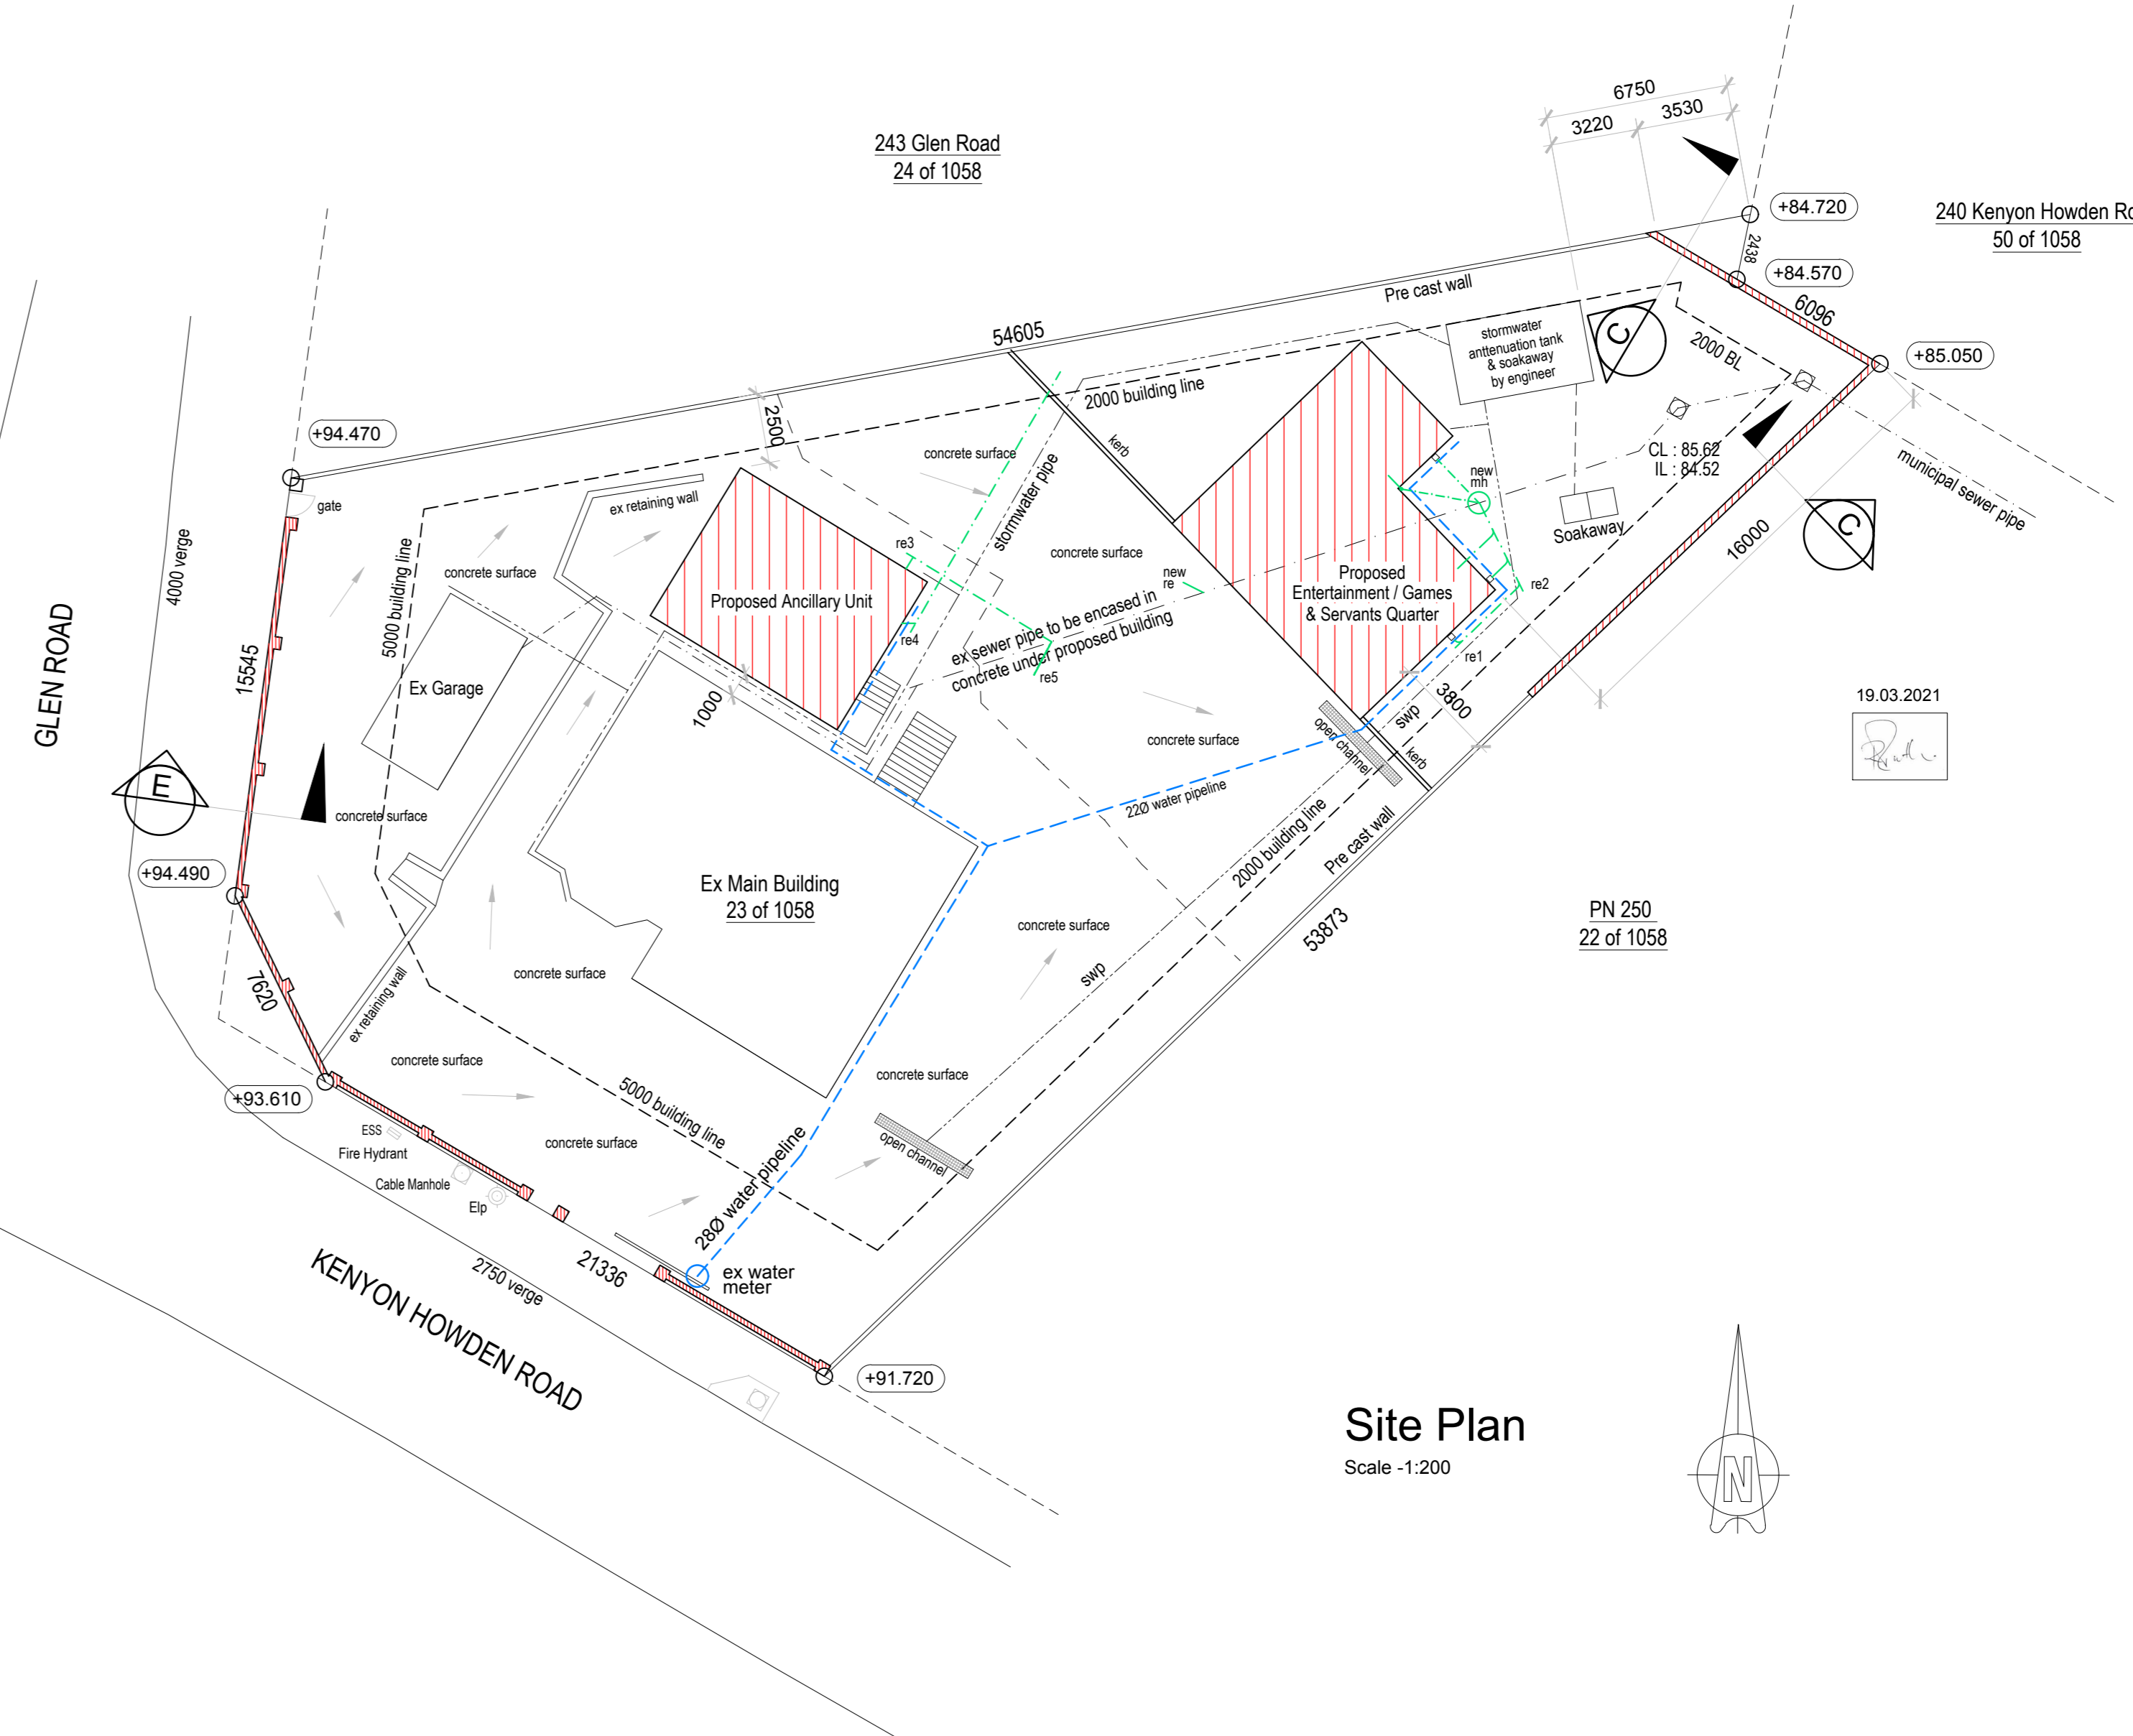 6750
3220
3530
243 Glen Road
24 of 1058
+84.720
240 Kenyon Howden Ro
50 of 1058
2438
+84.570
Pre cast wall
6096
54605
stormwater
anttenuation tank
& soakaway
by engineer
C
2000 BL
+85.050
2000 building line
2500
+94.470
kerb
concrete surface
CL : 85.62
IL : 84.52
new
mh
municipal sewer pipe
ex retaining wall
gate
stormwater pipe
Soakaway
C
16000
4000 verge
5000 building line
re3
concrete surface
concrete surface
new
re
Proposed
Entertainment / Games
& Servants Quarter
re2
Proposed Ancillary Unit
GLEN ROAD
re4
ex sewer pipe to be encased in
concrete under proposed building
re5
re1
15545
Ex Garage
1000
3800
19.03.2021
swp
open channel
kerb
concrete surface
E
22Ø water pipeline
concrete surface
2000 building line
Pre cast wall
+94.490
Ex Main Building
23 of 1058
PN 250
22 of 1058
53873
concrete surface
concrete surface
swp
7620
ex retaining wall
concrete surface
concrete surface
+93.610
5000 building line
ESS
concrete surface
open channel
Fire Hydrant
28Ø water pipeline
Cable Manhole
Elp
21336
ex water
meter
2750 verge
KENYON HOWDEN ROAD
+91.720
Site Plan
Scale -1:200
N